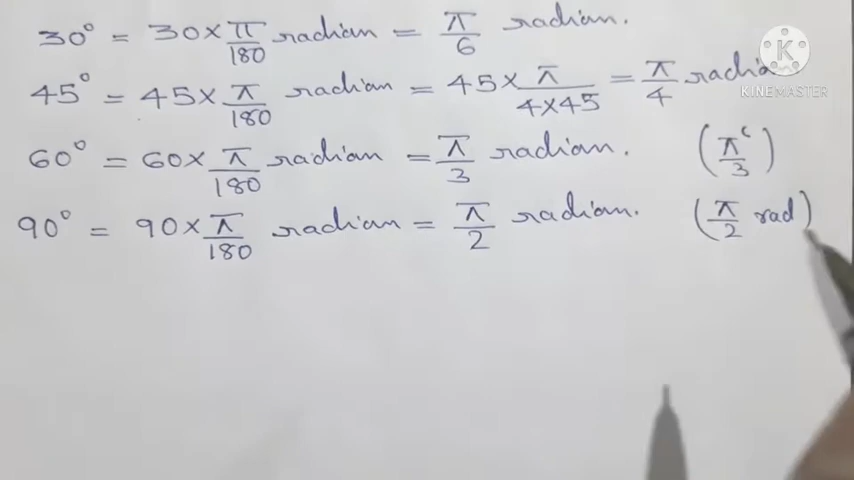 30° = 30 × π/180 radian = π/6 radian.
45° = 45 × π/180 radian = 45 × π/4×45 = π/4 radia
60° = 60 × π/180 radian = π/3 radian. (π/3 ᶜ)
90° = 90 × π/180 radian = π/2 radian. (π/2 rad)
K
KINEMASTER